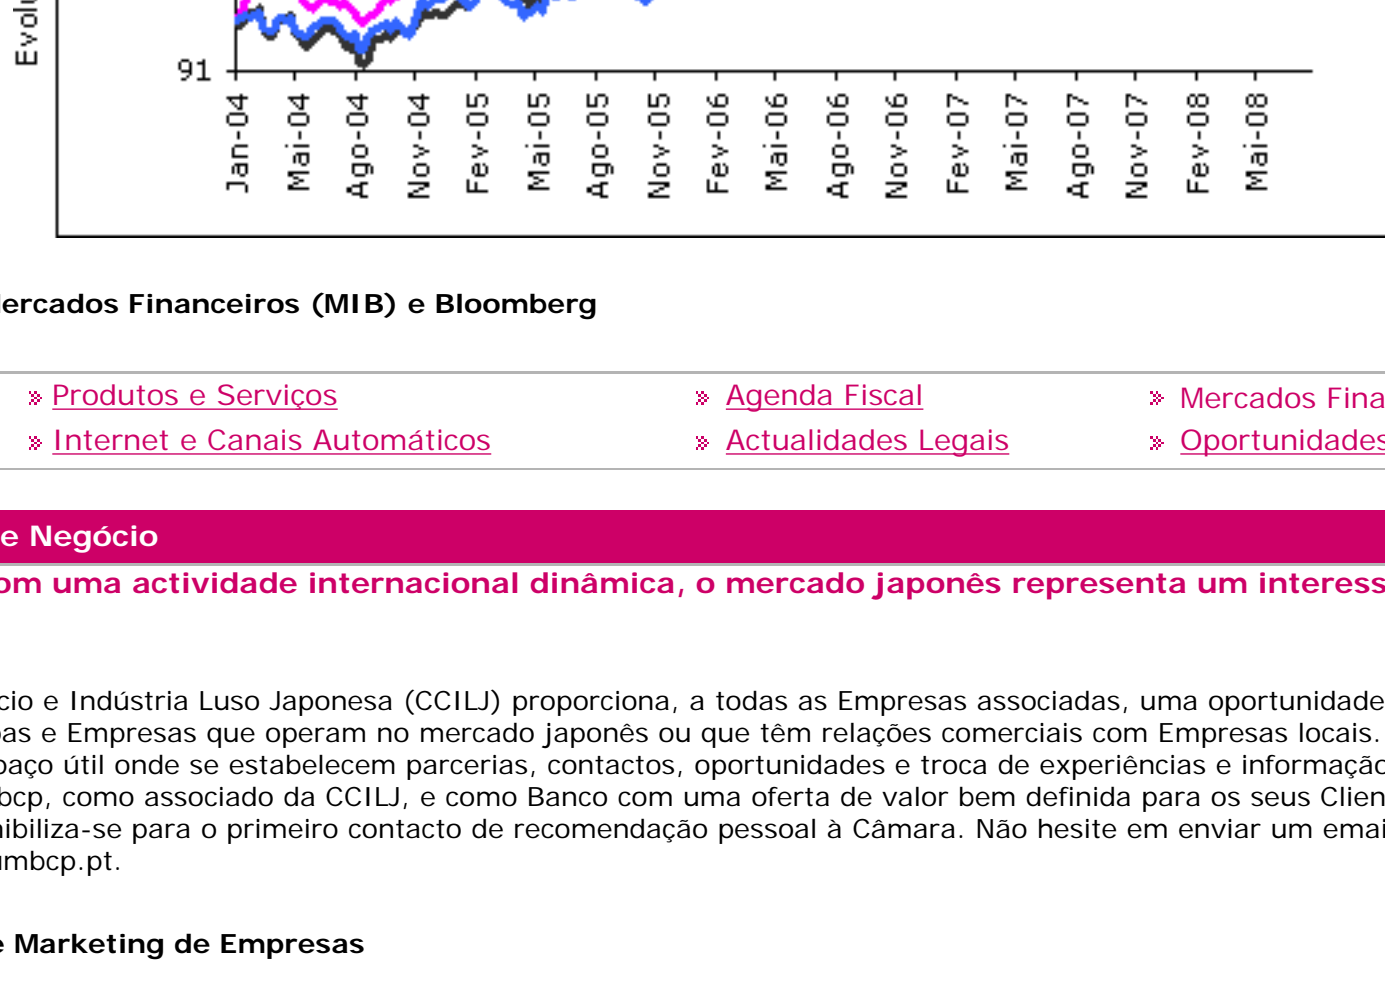 Evolu
91
Jan-04 Mai-04 Ago-04 Nov-04 Fev-05 Mai-05 Ago-05 Nov-05 Fev-06 Mai-06 Ago-06 Nov-06 Fev-07 Mai-07 Ago-07 Nov-07 Fev-08 Mai-08
ercados Financeiros (MIB) e Bloomberg
Produtos e Serviços Agenda Fiscal Mercados Fina
Internet e Canais Automáticos Actualidades Legais Oportunidades
e Negócio
om uma actividade internacional dinâmica, o mercado japonês representa um interess
cio e Indústria Luso Japonesa (CCILJ) proporciona, a todas as Empresas associadas, uma oportunidade
oas e Empresas que operam no mercado japonês ou que têm relações comerciais com Empresas locais.
paço útil onde se estabelecem parcerias, contactos, oportunidades e troca de experiências e informação
bcp, como associado da CCILJ, e como Banco com uma oferta de valor bem definida para os seus Clien
nibiliza-se para o primeiro contacto de recomendação pessoal à Câmara. Não hesite em enviar um emai
umbcp.pt.
e Marketing de Empresas